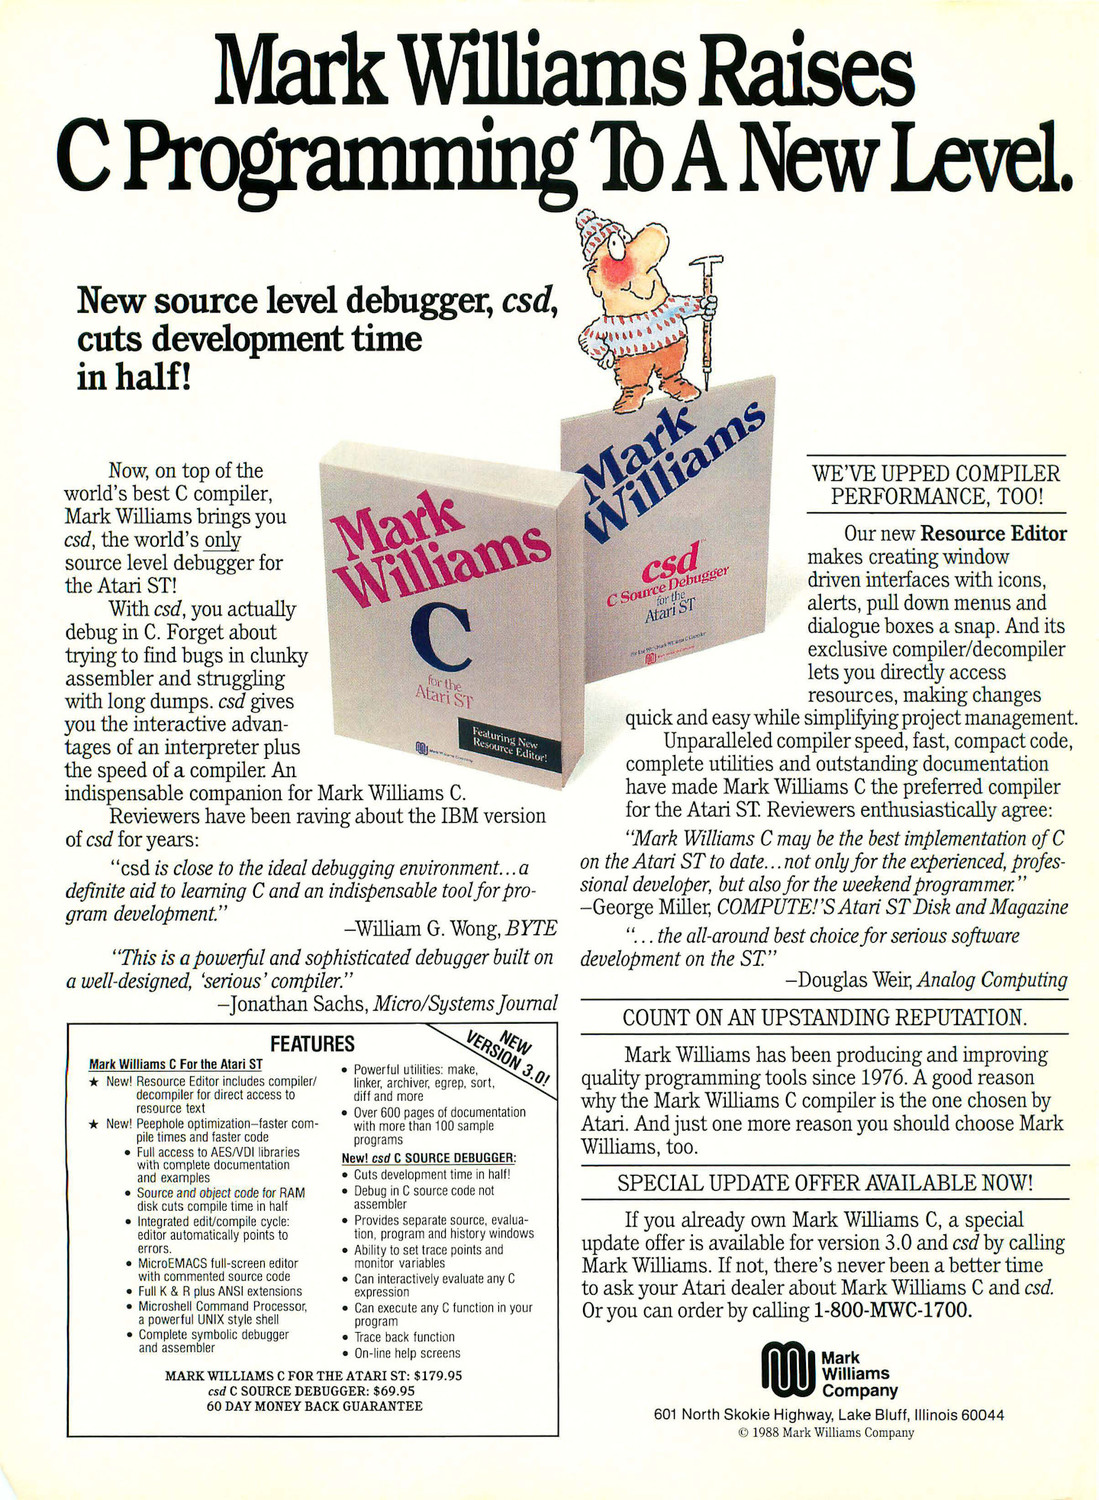 Mark Williams Raises
C Programming To A New Level.
New source level debugger, csd,
cuts development time
in half!
Now, on top of the
world's best C compiler,
Mark Williams brings you
csd, the world's only
source level debugger for
the Atari ST!
With csd, you actually
debug in C. Forget about
trying to find bugs in clunky
assembler and struggling
with long dumps. csd gives
you the interactive advan-
tages of an interpreter plus
the speed of a compiler. An
indispensable companion for Mark Williams C.
Reviewers have been raving about the IBM version
of csd for years:
"csd is close to the ideal debugging environment...a
definite aid to learning C and an indispensable tool for pro-
gram development."
–William G. Wong, BYTE
"This is a powerful and sophisticated debugger built on
a well-designed, 'serious' compiler."
–Jonathan Sachs, Micro/Systems Journal
Mark
Williams
C
for the
Atari ST
Featuring New
Resource Editor!
Mark
Williams
csd™
C Source Debugger
for the
Atari ST
WE'VE UPPED COMPILER
PERFORMANCE, TOO!
Our new Resource Editor
makes creating window
driven interfaces with icons,
alerts, pull down menus and
dialogue boxes a snap. And its
exclusive compiler/decompiler
lets you directly access
resources, making changes
quick and easy while simplifying project management.
Unparalleled compiler speed, fast, compact code,
complete utilities and outstanding documentation
have made Mark Williams C the preferred compiler
for the Atari ST. Reviewers enthusiastically agree:
"Mark Williams C may be the best implementation of C
on the Atari ST to date...not only for the experienced, profes-
sional developer, but also for the weekend programmer."
–George Miller, COMPUTE!'S Atari ST Disk and Magazine
"...the all-around best choice for serious software
development on the ST."
–Douglas Weir, Analog Computing
COUNT ON AN UPSTANDING REPUTATION.
Mark Williams has been producing and improving
quality programming tools since 1976. A good reason
why the Mark Williams C compiler is the one chosen by
Atari. And just one more reason you should choose Mark
Williams, too.
SPECIAL UPDATE OFFER AVAILABLE NOW!
If you already own Mark Williams C, a special
update offer is available for version 3.0 and csd by calling
Mark Williams. If not, there's never been a better time
to ask your Atari dealer about Mark Williams C and csd.
Or you can order by calling 1-800-MWC-1700.
FEATURES
NEW
VERSION 3.0!
Mark Williams C For the Atari ST
★ New! Resource Editor includes compiler/
decompiler for direct access to
resource text
★ New! Peephole optimization–faster com-
pile times and faster code
• Full access to AES/VDI libraries
with complete documentation
and examples
• Source and object code for RAM
disk cuts compile time in half
• Integrated edit/compile cycle:
editor automatically points to
errors.
• MicroEMACS full-screen editor
with commented source code
• Full K & R plus ANSI extensions
• Microshell Command Processor,
a powerful UNIX style shell
• Complete symbolic debugger
and assembler
• Powerful utilities: make,
linker, archiver, egrep, sort,
diff and more
• Over 600 pages of documentation
with more than 100 sample
programs
New! csd C SOURCE DEBUGGER:
• Cuts development time in half!
• Debug in C source code not
assembler
• Provides separate source, evalua-
tion, program and history windows
• Ability to set trace points and
monitor variables
• Can interactively evaluate any C
expression
• Can execute any C function in your
program
• Trace back function
• On-line help screens
MARK WILLIAMS C FOR THE ATARI ST: $179.95
csd C SOURCE DEBUGGER: $69.95
60 DAY MONEY BACK GUARANTEE
Mark
Williams
Company
601 North Skokie Highway, Lake Bluff, Illinois 60044
© 1988 Mark Williams Company